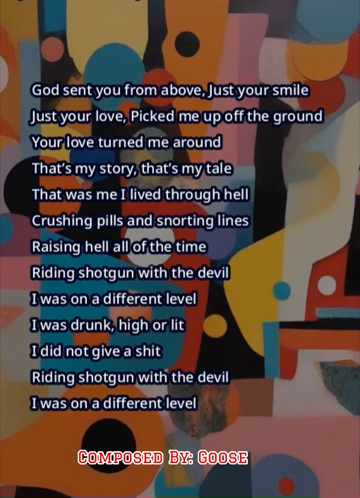 God sent you from above, Just your smile
Just your love, Picked me up off the ground
Your love turned me around
That's my story, that's my tale
That was me I lived through hell
Crushing pills and snorting lines
Raising hell all of the time
Riding shotgun with the devil
I was on a different level
I was drunk, high or lit
I did not give a shit
Riding shotgun with the devil
I was on a different level
Composed By: Goose